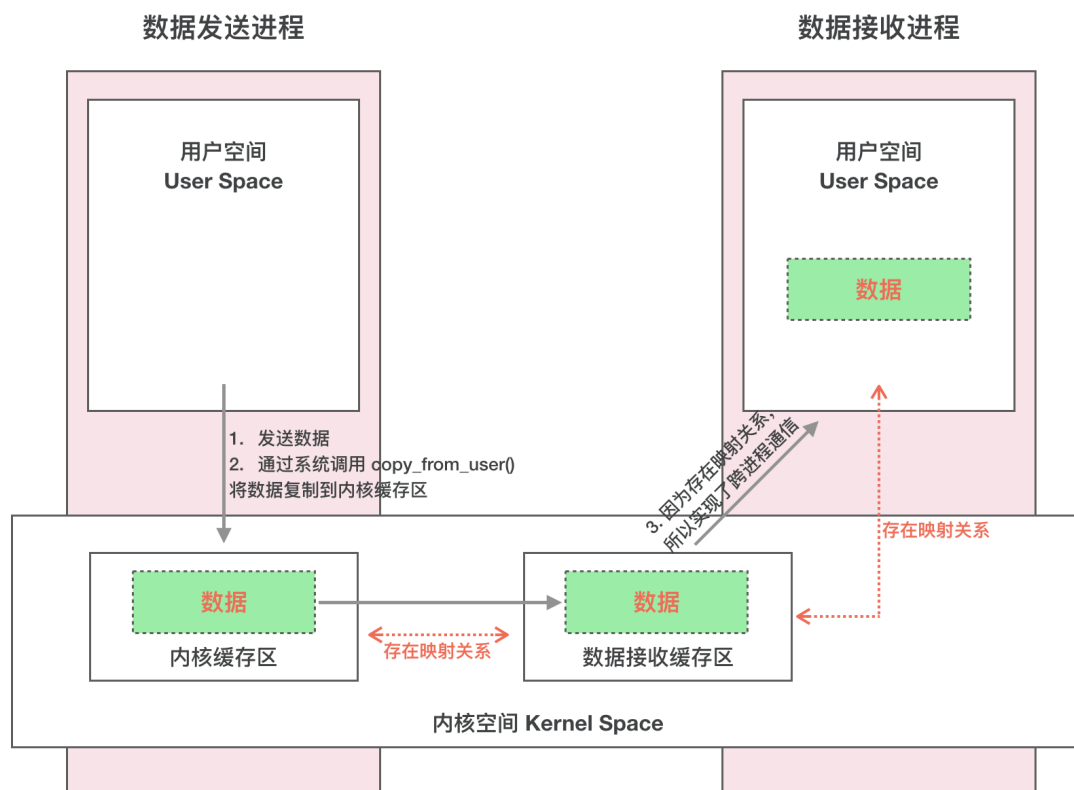 数据发送进程
数据接收进程
用户空间
User Space
用户空间
User Space
数据
1. 发送数据
2. 通过系统调用 copy_from_user()
将数据复制到内核缓存区
3. 因为存在映射关系,
所以实现了跨进程通信
存在映射关系
数据
内核缓存区
存在映射关系
数据
数据接收缓存区
内核空间 Kernel Space